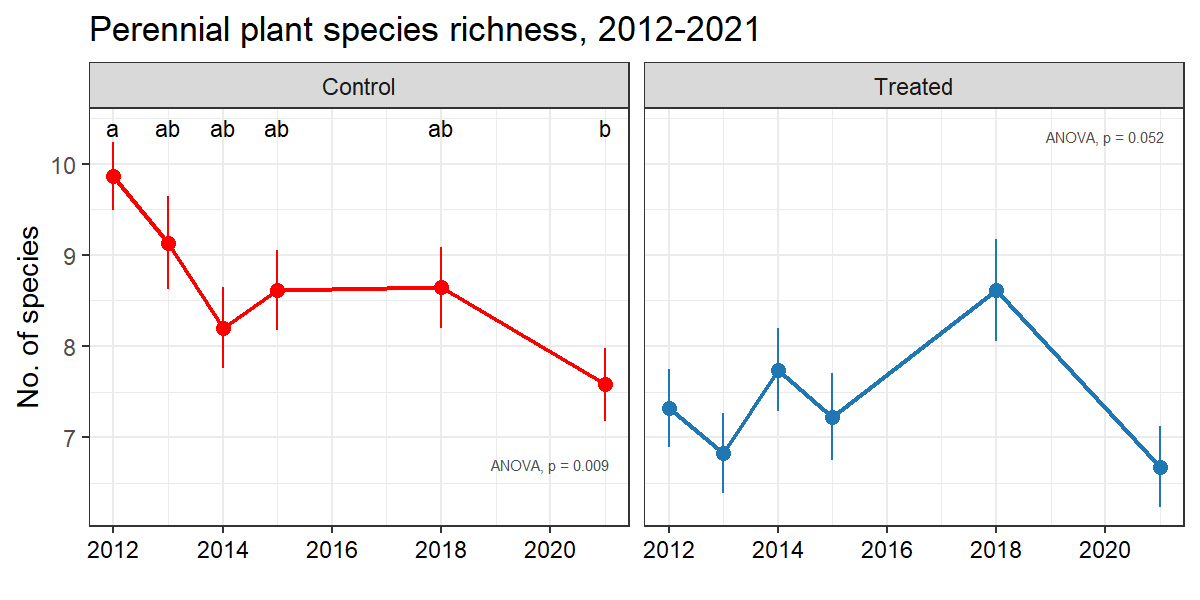 Perennial plant species richness, 2012-2021
Control
Treated
a ab ab ab ab b
ANOVA, p = 0.052
10
9
8
7
No. of species
ANOVA, p = 0.009
2012 2014 2016 2018 2020
2012 2014 2016 2018 2020